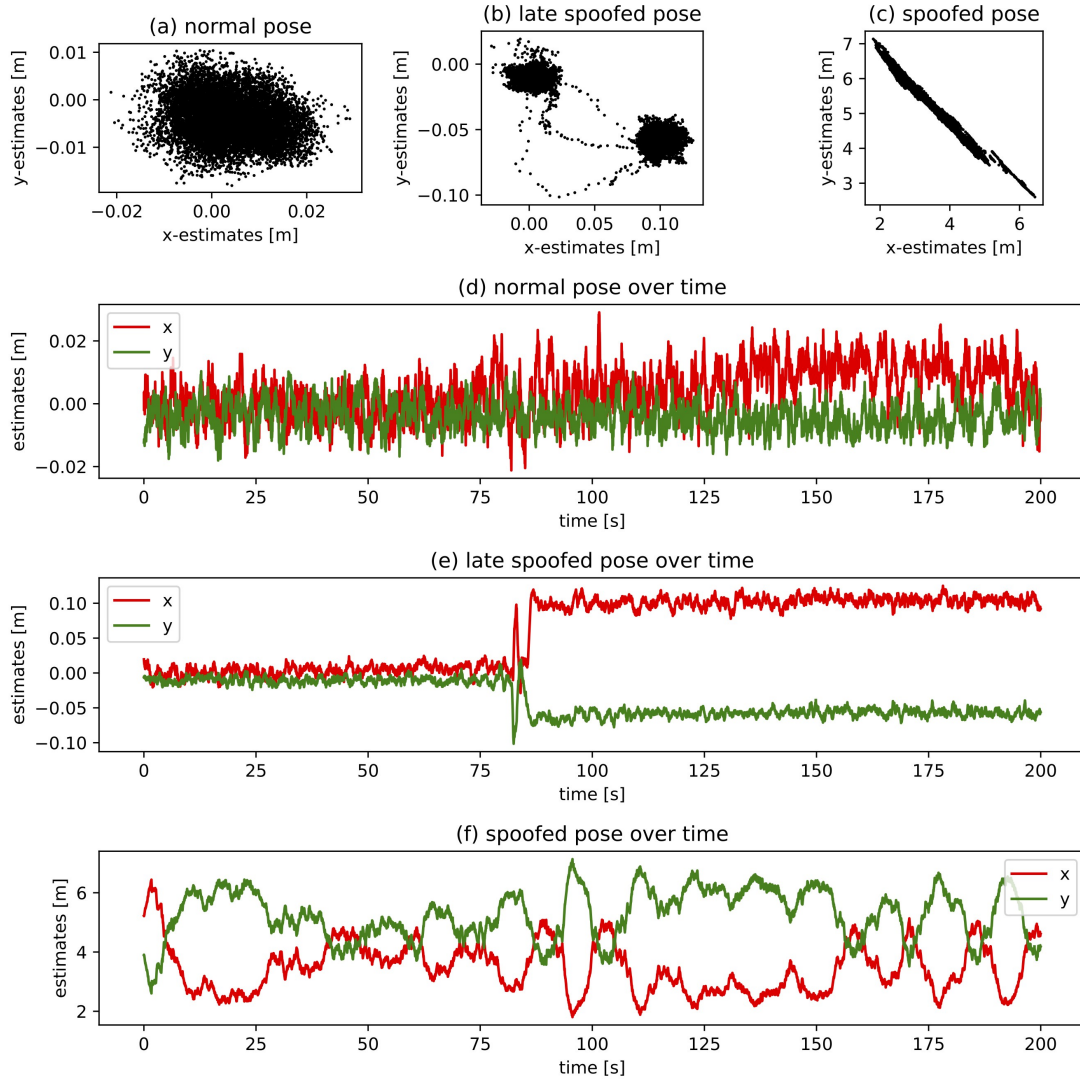 (a) normal pose
y-estimates [m]
0.01
0.00
−0.01
−0.02
0.00
0.02
x-estimates [m]
(b) late spoofed pose
y-estimates [m]
0.00
−0.05
−0.10
0.00
0.05
0.10
x-estimates [m]
(c) spoofed pose
y-estimates [m]
7
6
5
4
3
2
4
6
x-estimates [m]
(d) normal pose over time
estimates [m]
x
y
0.02
0.00
−0.02
0
25
50
75
100
125
150
175
200
time [s]
(e) late spoofed pose over time
estimates [m]
x
y
0.10
0.05
0.00
−0.05
−0.10
0
25
50
75
100
125
150
175
200
time [s]
(f) spoofed pose over time
estimates [m]
x
y
6
4
2
0
25
50
75
100
125
150
175
200
time [s]